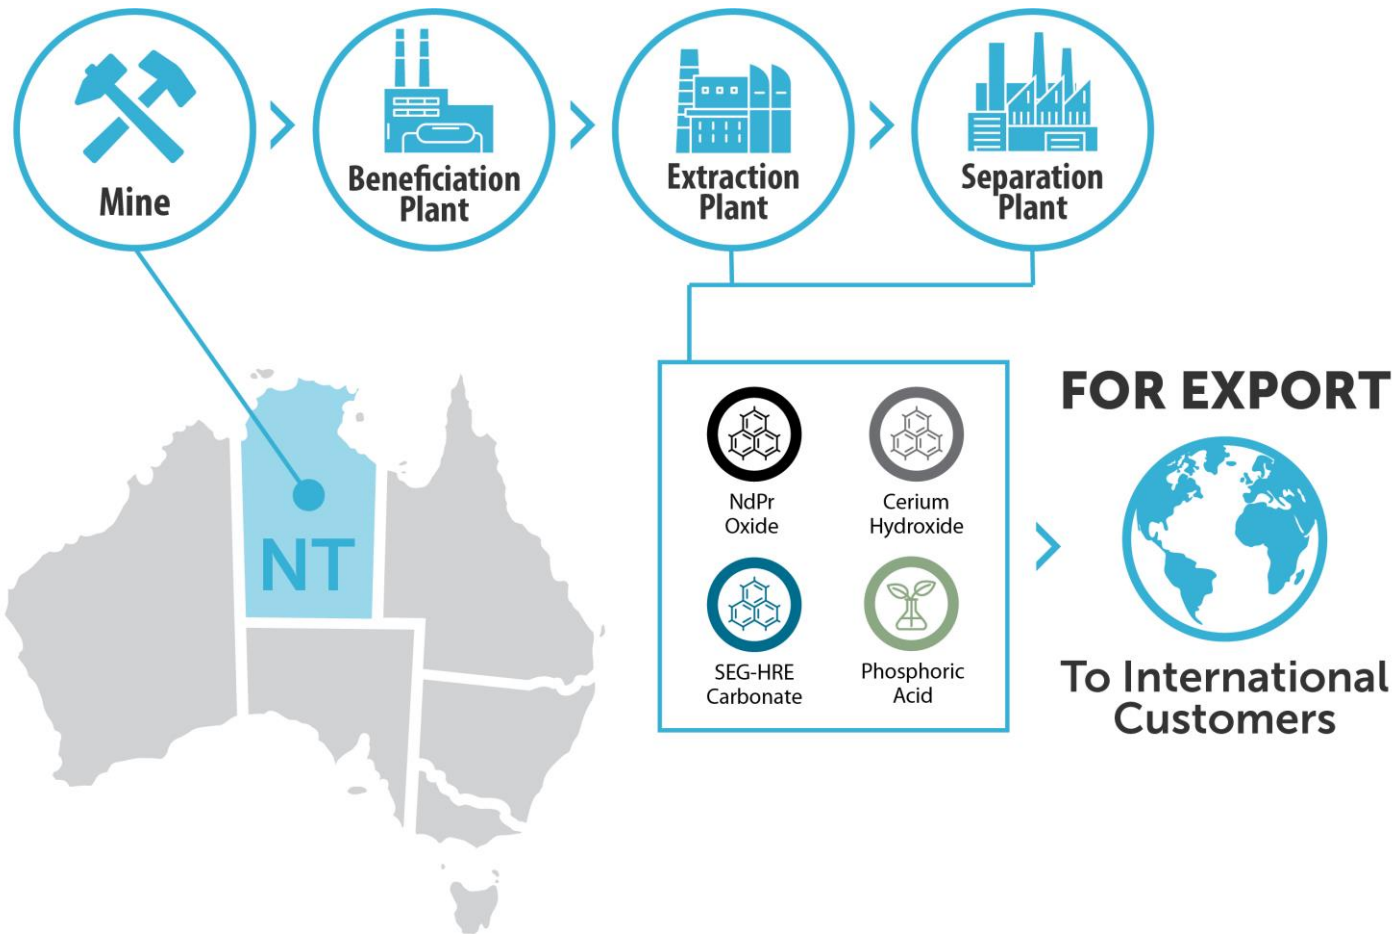 Mine
Beneficiation
Plant
Extraction
Plant
Separation
Plant
NT
NdPr
Oxide
Cerium
Hydroxide
SEG-HRE
Carbonate
Phosphoric
Acid
FOR EXPORT
To International
Customers